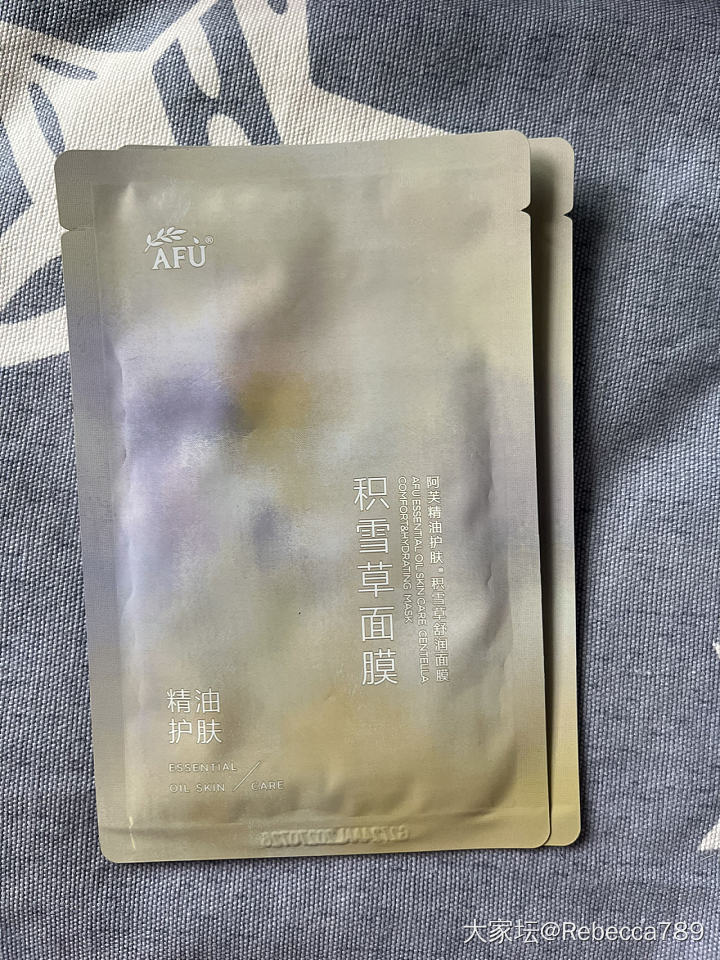 AFÙ®
积雪草面膜
阿芙精油护肤®积雪草舒润面膜
AFU ESSENTIAL OIL SKIN CARE CENTELLA
COMFORT&HYDRATING MASK
精油
护肤
ESSENTIAL
OIL SKIN / CARE
大家坛@Rebecca789